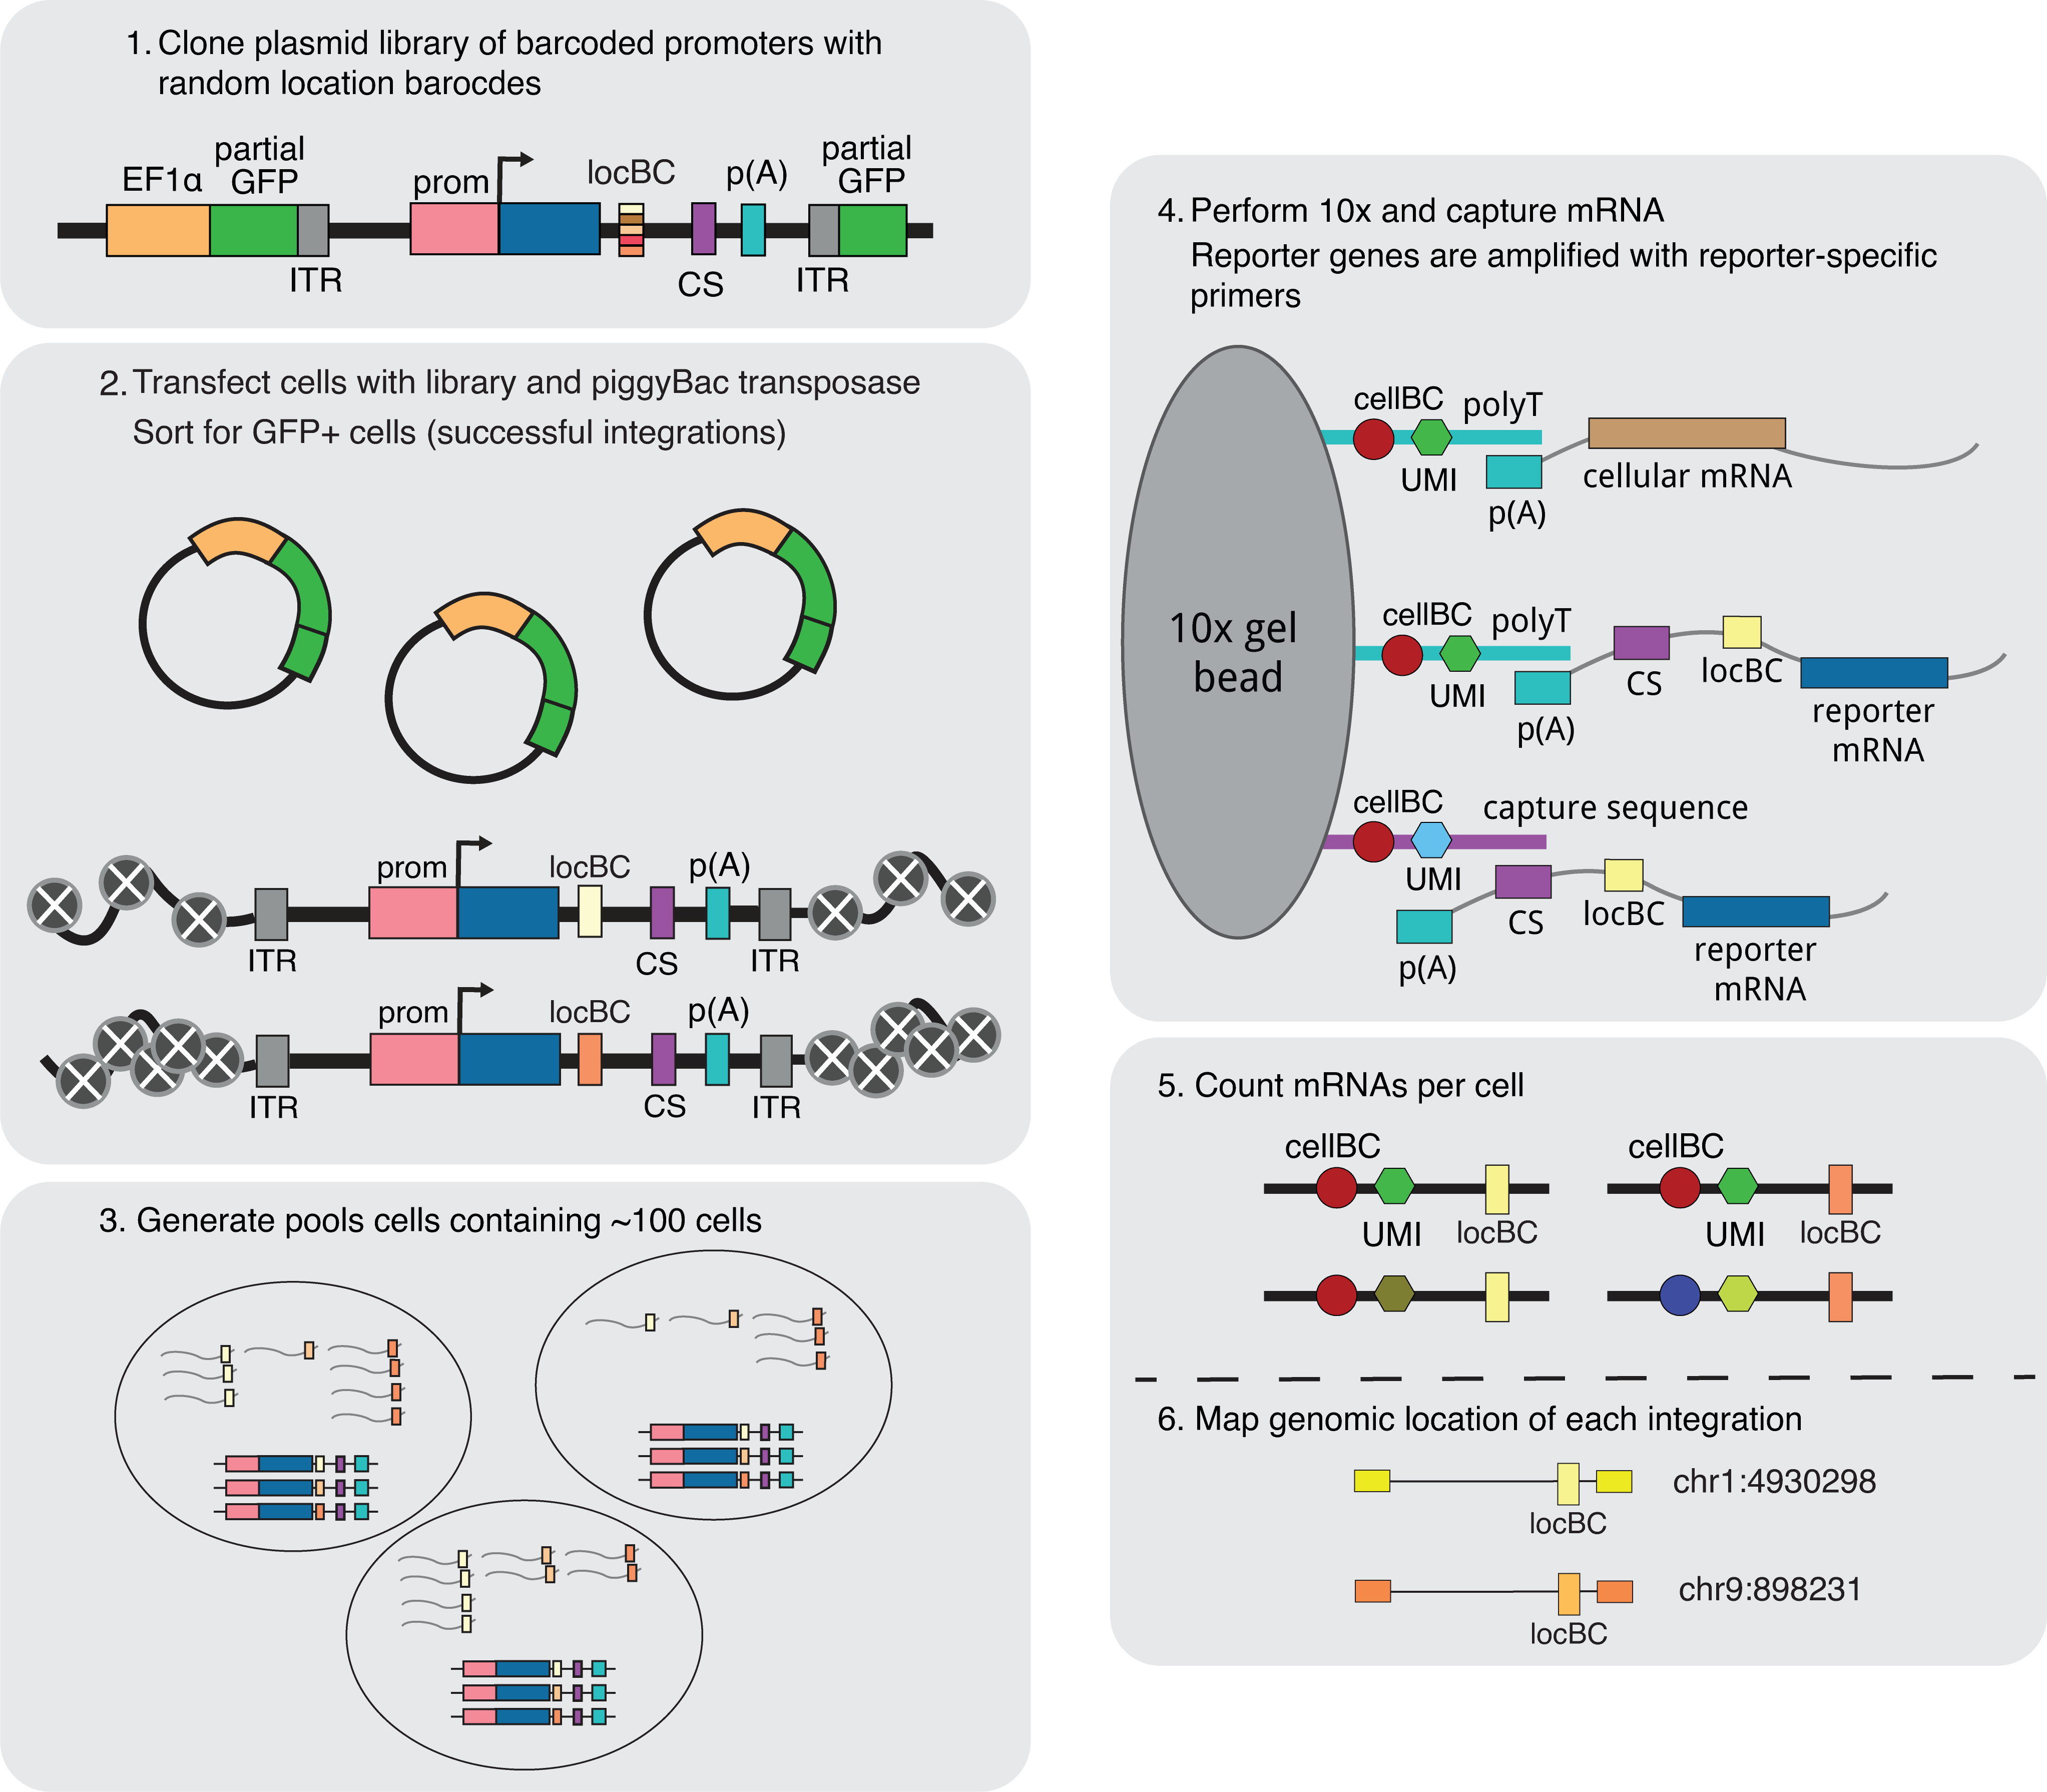 1. Clone plasmid library of barcoded promoters with
random location barocdes
EF1α
partial
GFP
ITR
prom
locBC
CS
p(A)
ITR
partial
GFP
2. Transfect cells with library and piggyBac transposase
Sort for GFP+ cells (successful integrations)
ITR
prom
locBC
CS
p(A)
ITR
ITR
prom
locBC
CS
p(A)
ITR
3. Generate pools cells containing ~100 cells
4. Perform 10x and capture mRNA
Reporter genes are amplified with reporter-specific
primers
10x gel
bead
cellBC
UMI
polyT
p(A)
cellular mRNA
cellBC
UMI
polyT
p(A)
CS
locBC
reporter
mRNA
cellBC
UMI
capture sequence
p(A)
CS
locBC
reporter
mRNA
5. Count mRNAs per cell
cellBC
UMI
locBC
cellBC
UMI
locBC
6. Map genomic location of each integration
locBC
chr1:4930298
locBC
chr9:898231